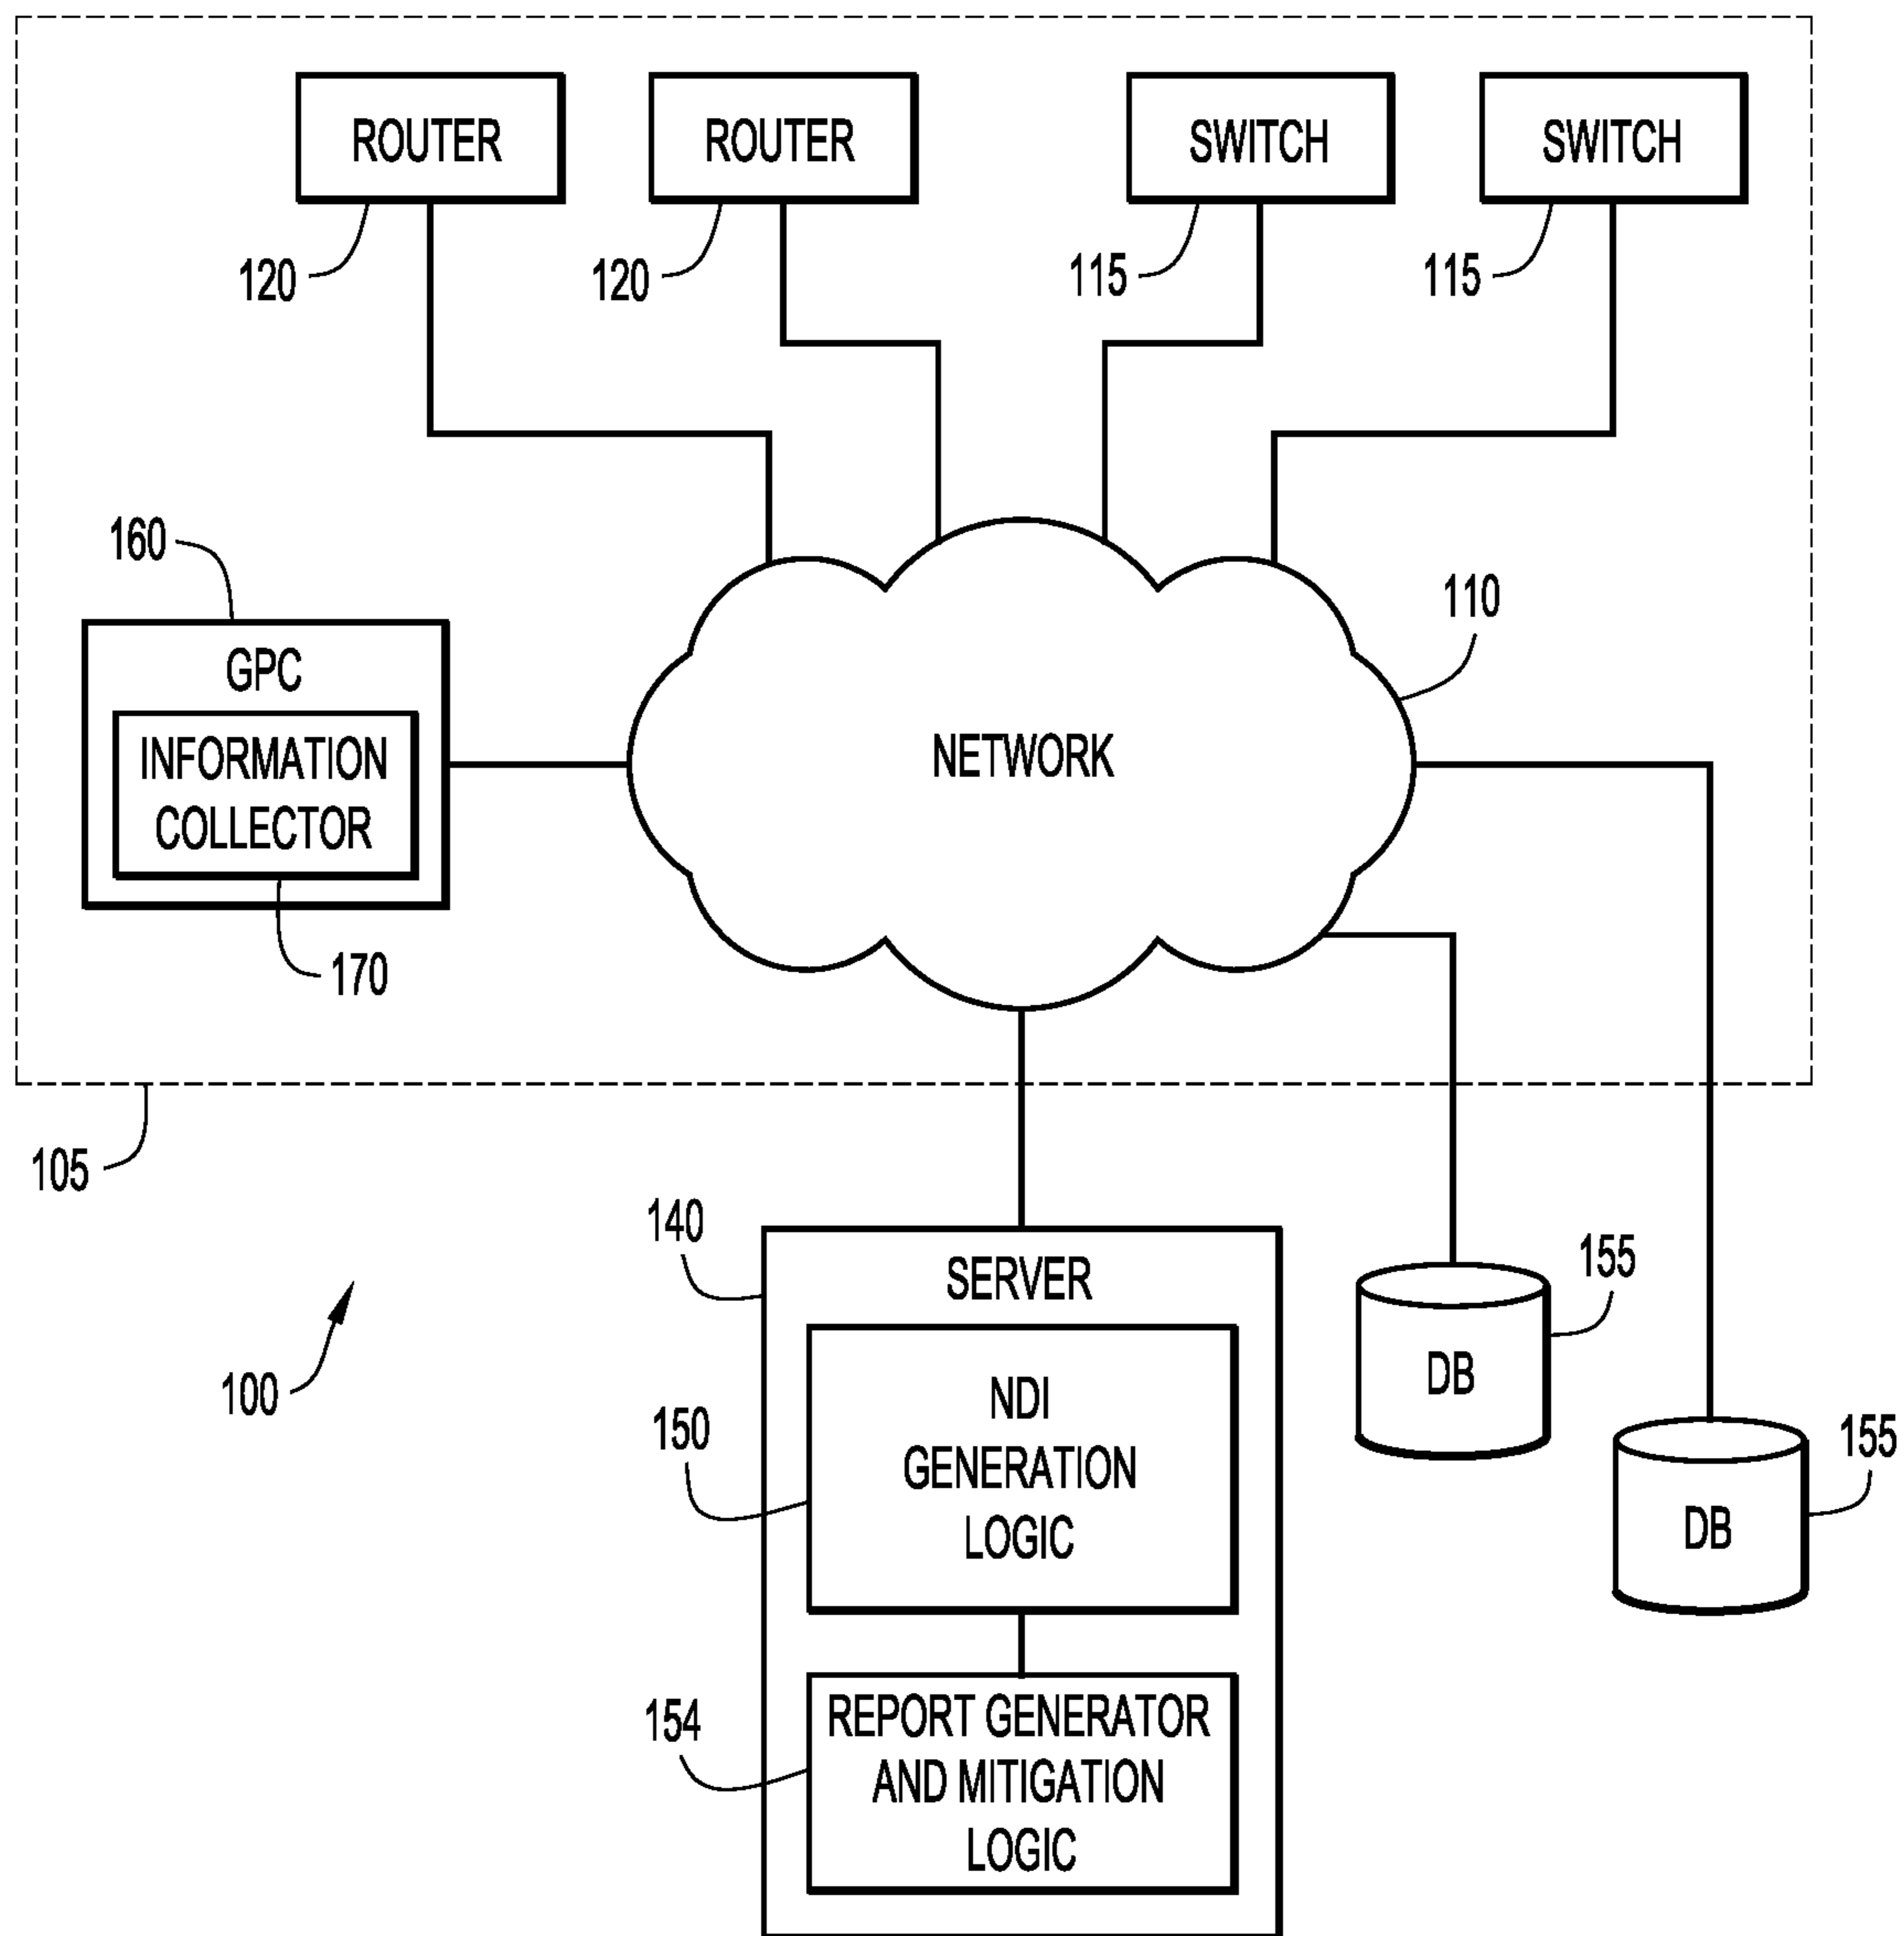 ROUTER
ROUTER
SWITCH
SWITCH
120
120
115
115
160
110
GPC
INFORMATION
COLLECTOR
NETWORK
170
105
140
SERVER
155
100
150
NDI
GENERATION
LOGIC
DB
155
DB
154
REPORT GENERATOR
AND MITIGATION
LOGIC